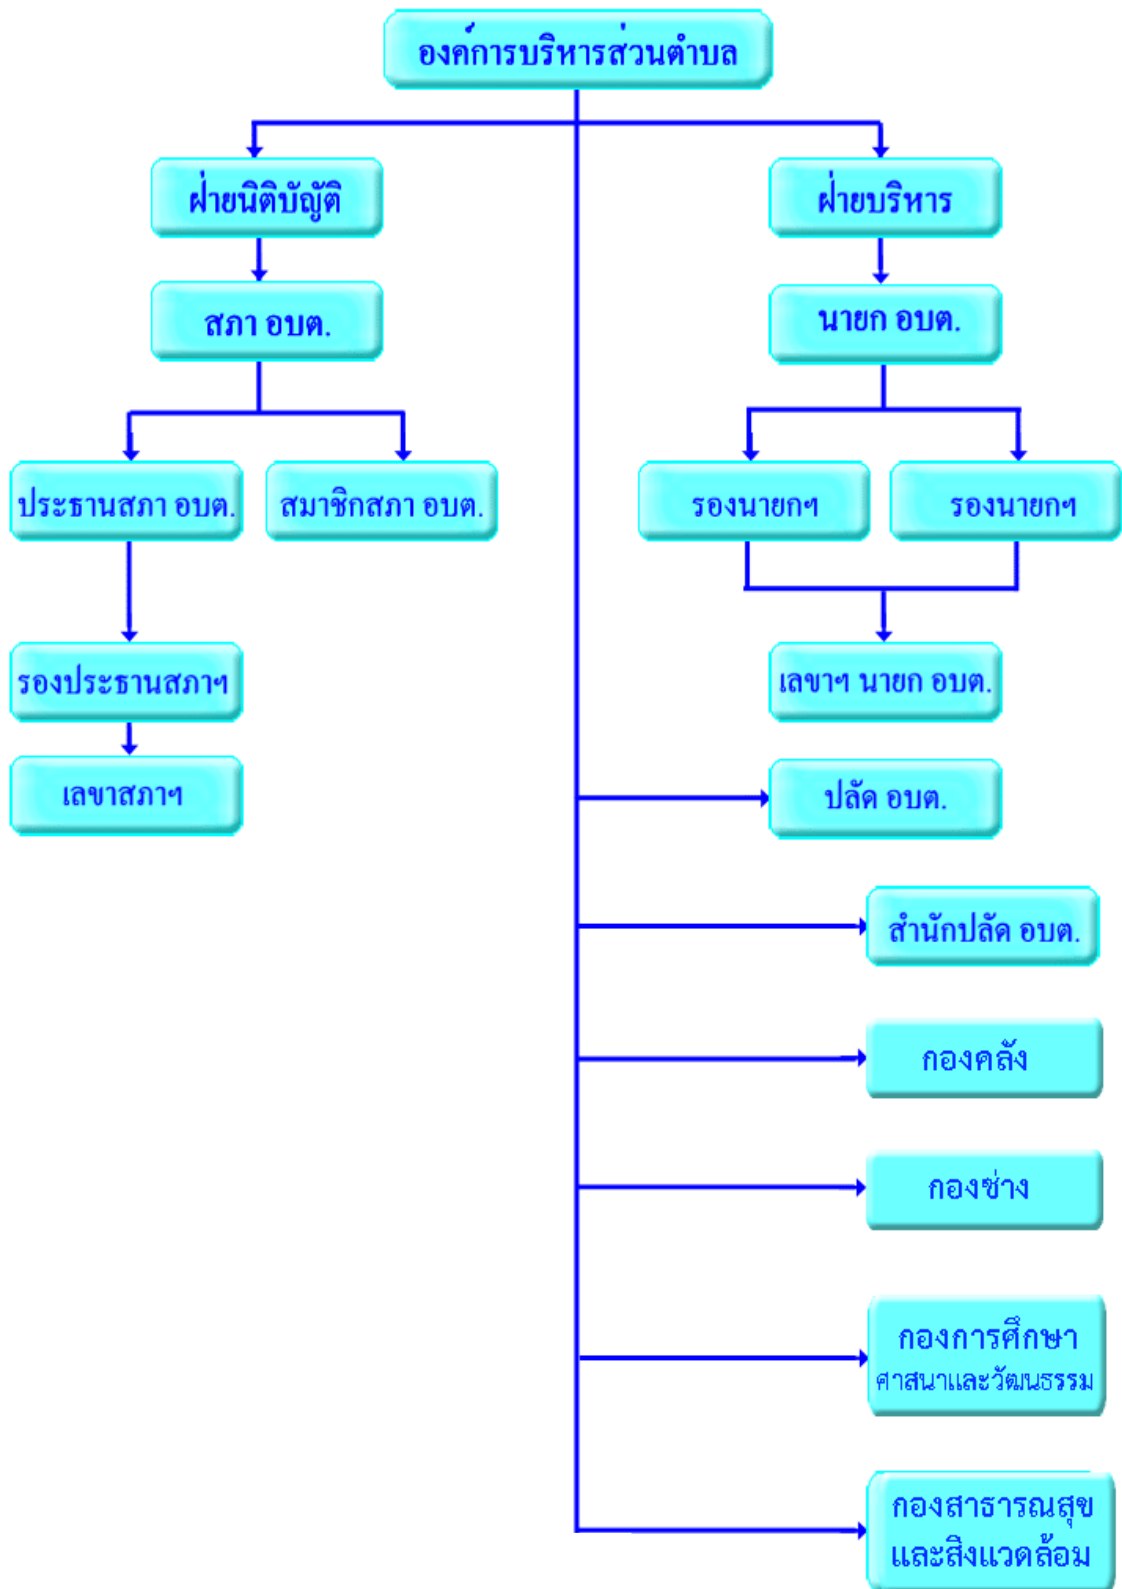 องค์การบริหารส่วนตำบล
ฝ่ายนิติบัญัติ
ฝ่ายบริหาร
สภา อบต.
นายก อบต.
ประธานสภา อบต.
สมาชิกสภา อบต.
รองนายกฯ
รองนายกฯ
รองประธานสภาฯ
เลขาฯ นายก อบต.
เลขาสภาฯ
ปลัด อบต.
สำนักปลัด อบต.
กองคลัง
กองช่าง
กองการศึกษา
ศาสนาและวัฒนธรรม
กองสาธารณสุข
และสิงแวดล้อม